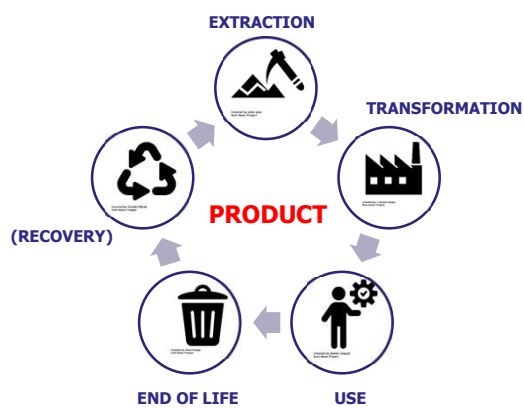 EXTRACTION
TRANSFORMATION
PRODUCT
(RECOVERY)
END OF LIFE
USE